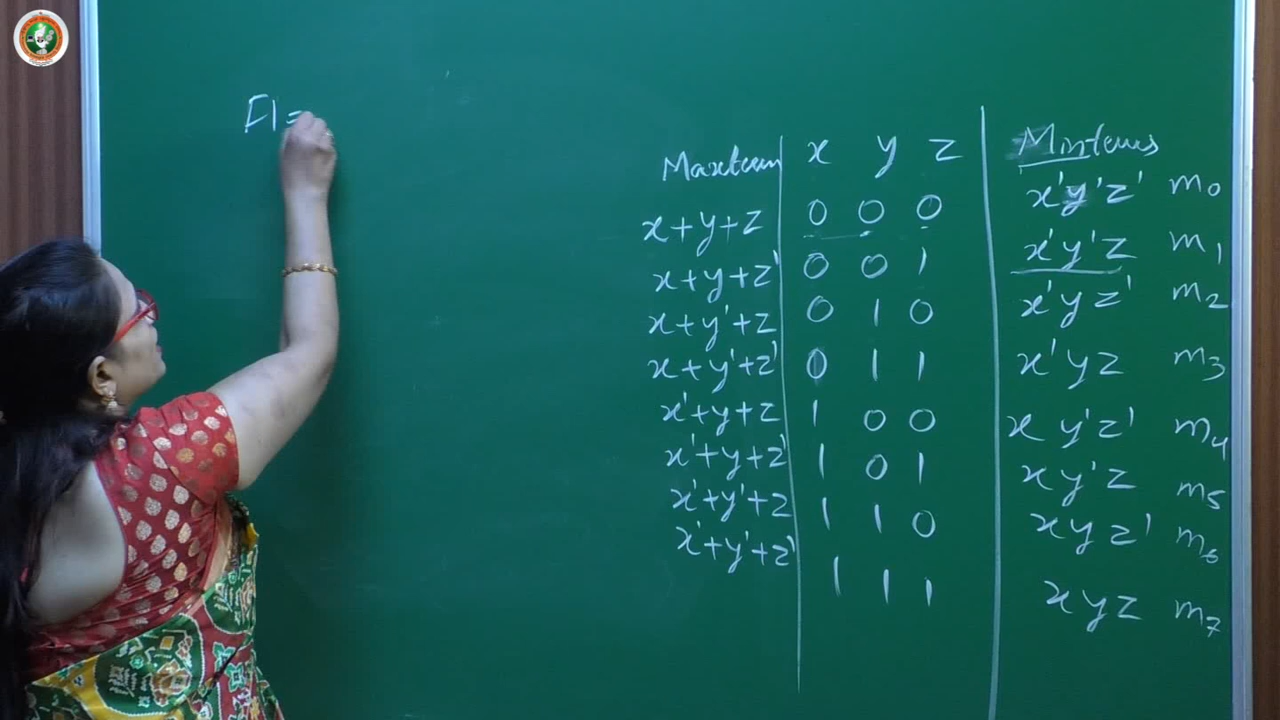 F1 =
Maxterm x y z Minterms
x+y+z 0 0 0 x'y'z' m0
x+y+z' 0 0 1 x'y'z m1
x+y'+z 0 1 0 x'yz' m2
x+y'+z' 0 1 1 x'yz m3
x'+y+z 1 0 0 xy'z' m4
x'+y+z' 1 0 1 xy'z m5
x'+y'+z 1 1 0 xyz' m6
x'+y'+z' 1 1 1 xyz m7